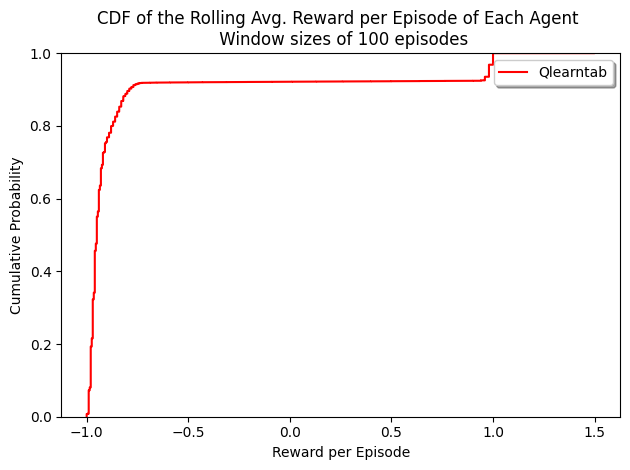 CDF of the Rolling Avg. Reward per Episode of Each Agent
Window sizes of 100 episodes
Qlearntab
Cumulative Probability
1.0
0.8
0.6
0.4
0.2
0.0
−1.0
−0.5
0.0
0.5
1.0
1.5
Reward per Episode